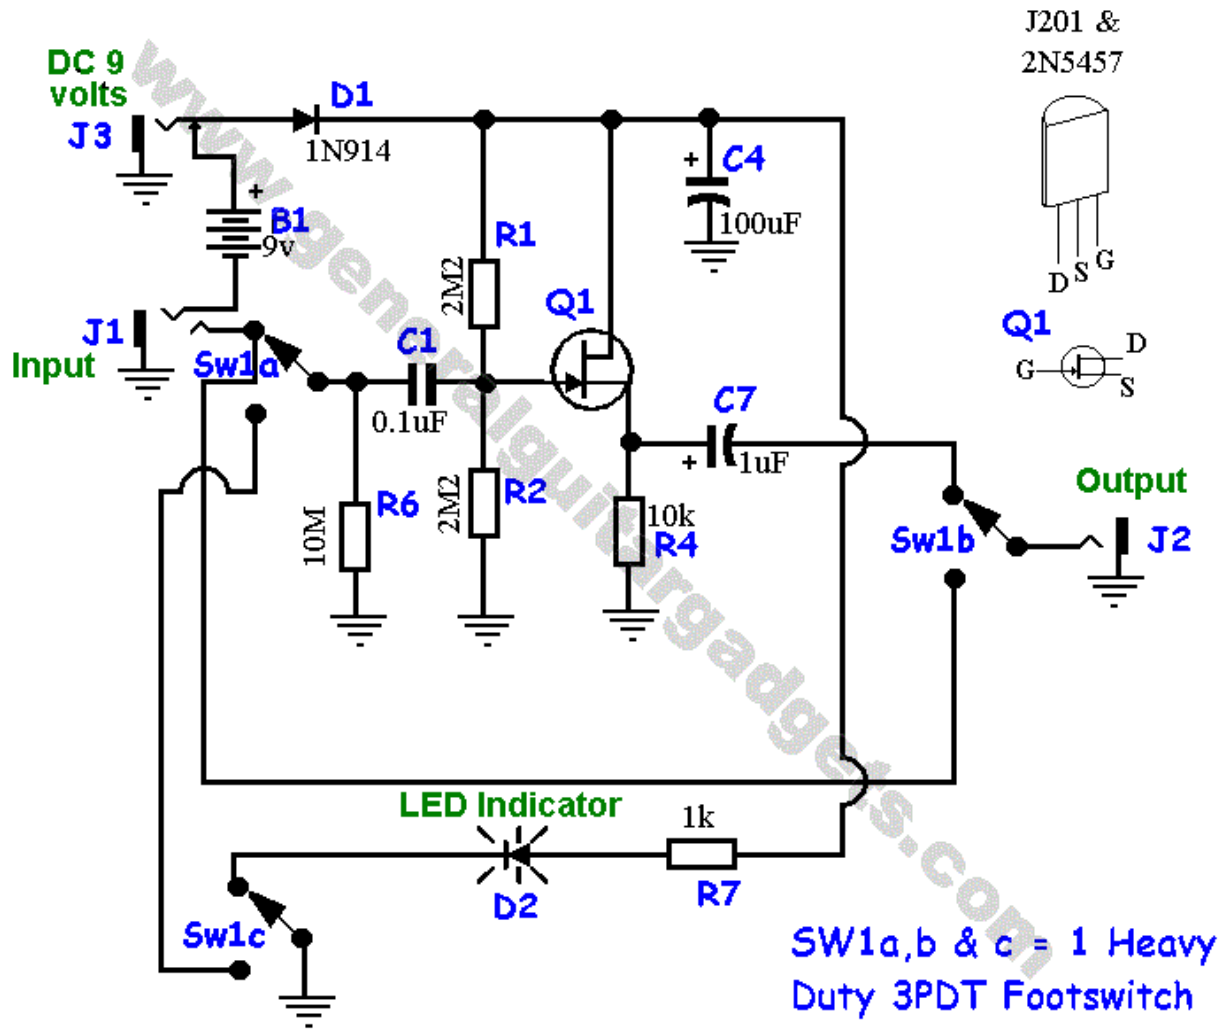 J201 &
2N5457
DC 9
volts
J3
D1
1N914
+
C4
100uF
+
B1
9v
R1
2M2
D S G
J1
Input
Sw1a
C1
0.1uF
Q1
Q1
G
D
S
C7
+
1uF
R6
10M
R2
2M2
10k
R4
Output
Sw1b
J2
LED Indicator
1k
R7
D2
Sw1c
SW1a,b & c = 1 Heavy
Duty 3PDT Footswitch
www.generalguitargadgets.com